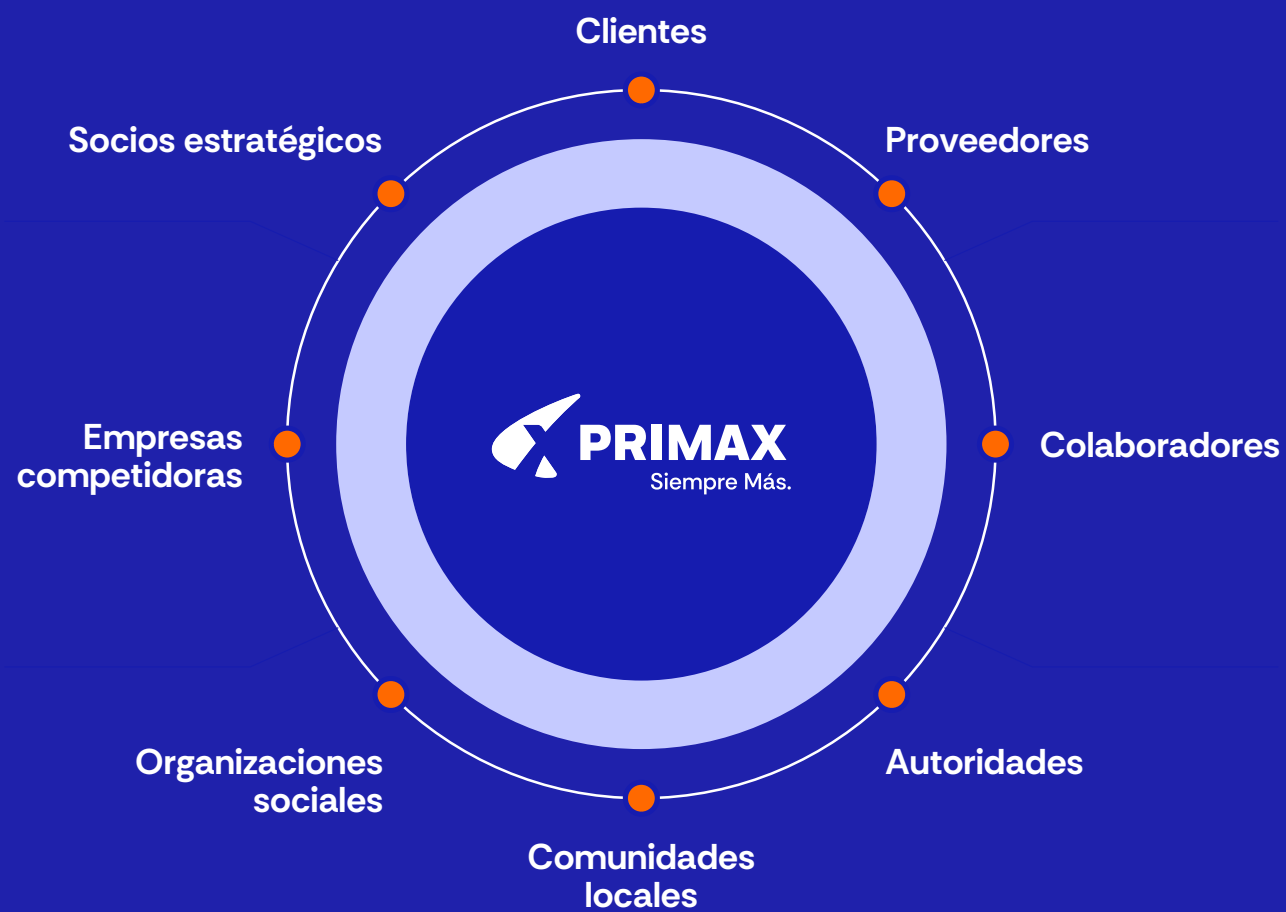 Clientes
Socios estratégicos
Proveedores
Empresas
competidoras
PRIMAX
Siempre Más.
Colaboradores
Organizaciones
sociales
Autoridades
Comunidades
locales